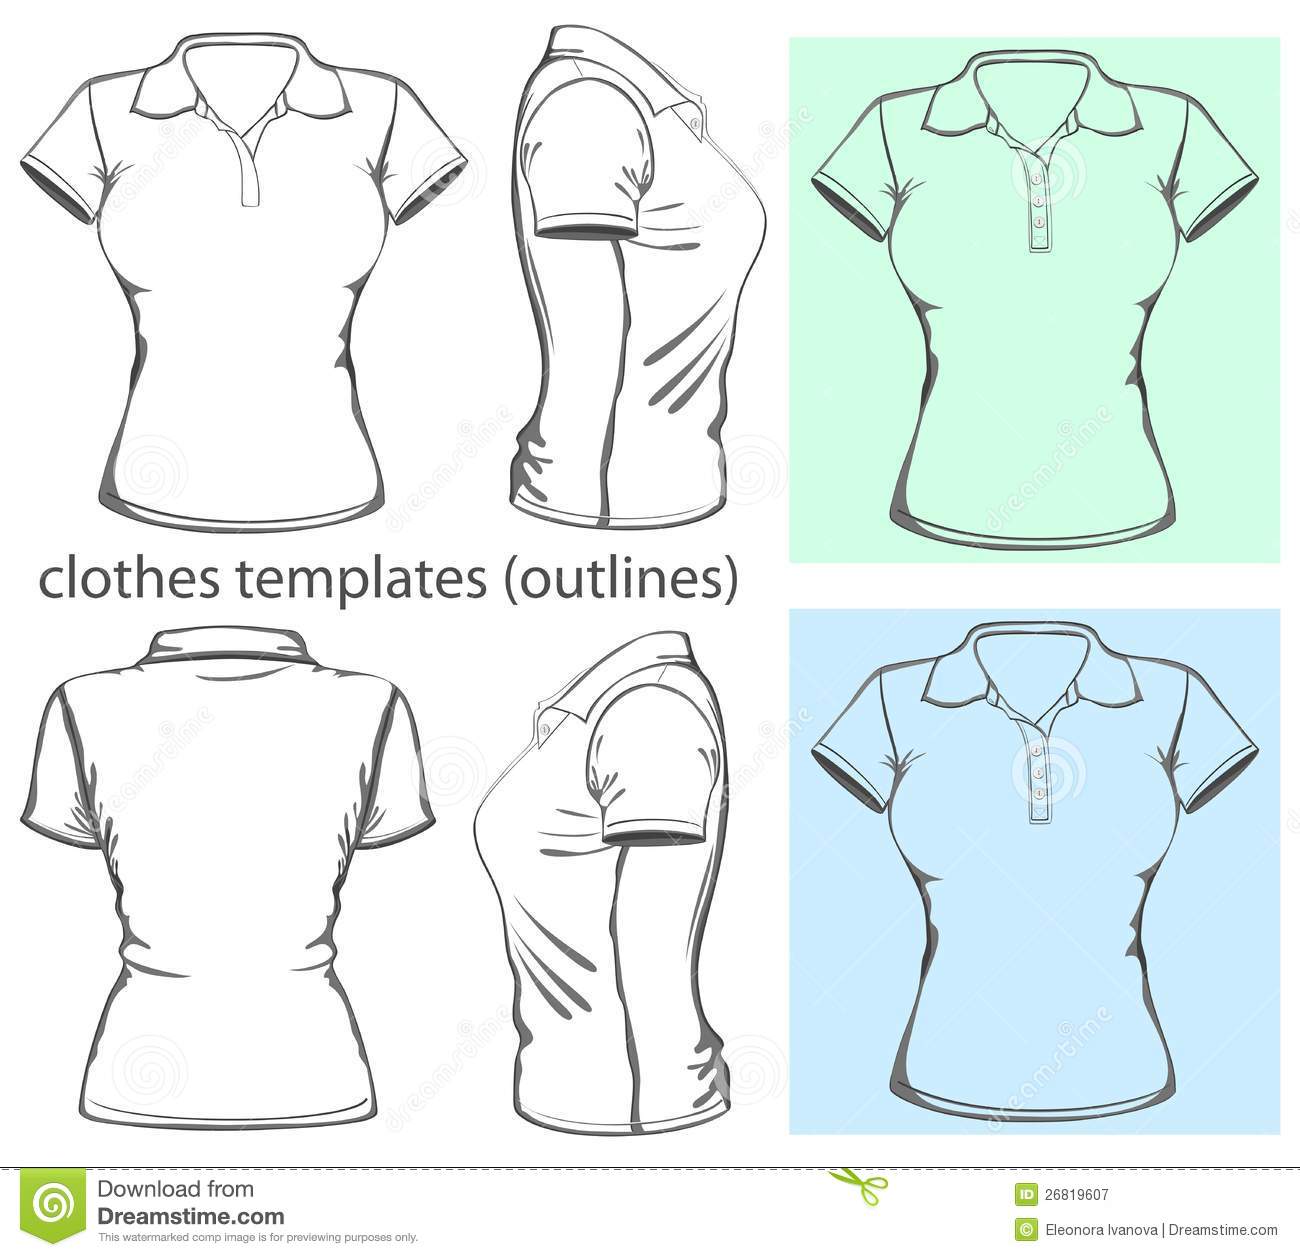 clothes templates (outlines)
Download from
Dreamstime.com
This watermarked comp image is for previewing purposes only.
ID 26819607
© Eleonora Ivanova | Dreamstime.com
dreamstime